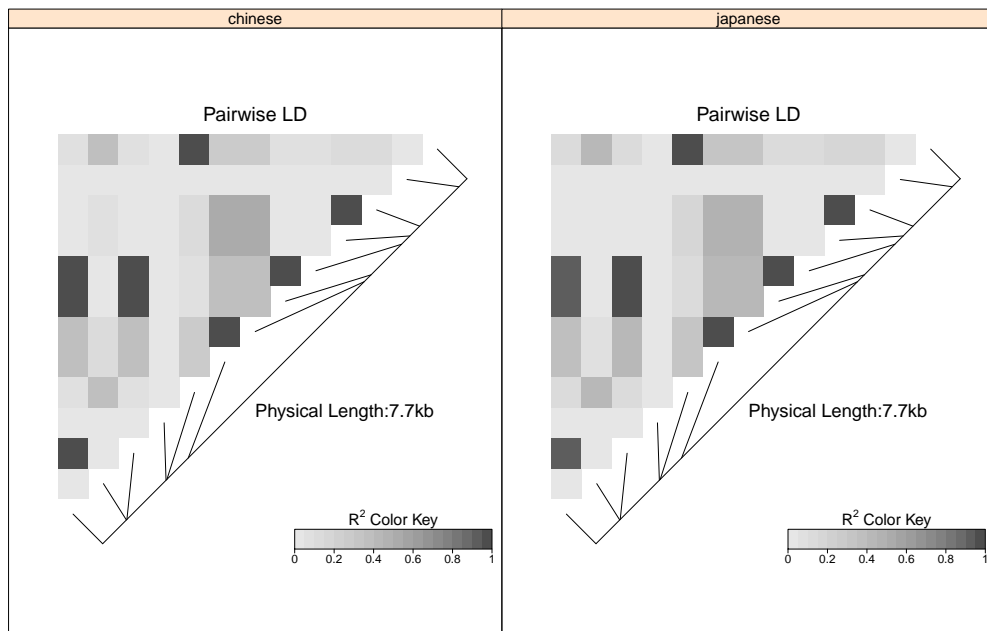 chinese
japanese
Pairwise LD
Pairwise LD
Physical Length:7.7kb
Physical Length:7.7kb
R² Color Key
R² Color Key
0 0.2 0.4 0.6 0.8 1
0 0.2 0.4 0.6 0.8 1